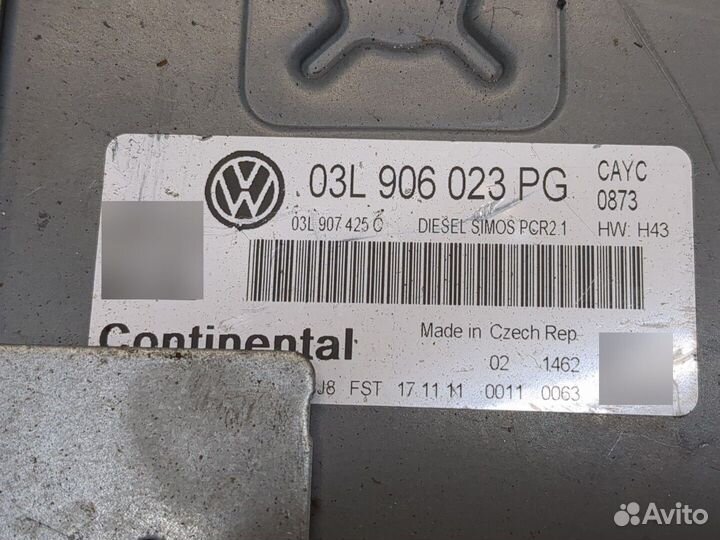 03L 906 023 PG CAYC
0873
03L 907 425 C DIESEL SIMOS PCR2.1 HW: H43
Continental Made in Czech Rep.
02 1462
J8 FST 17 11 11 0011 0063
Avito